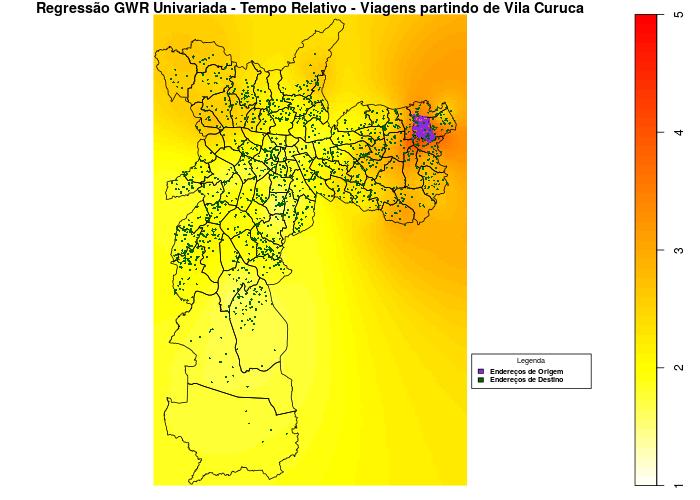 Regressão GWR Univariada - Tempo Relativo - Viagens partindo de Vila Curuca
5
4
3
2
1
Legenda
Endereços de Origem
Endereços de Destino